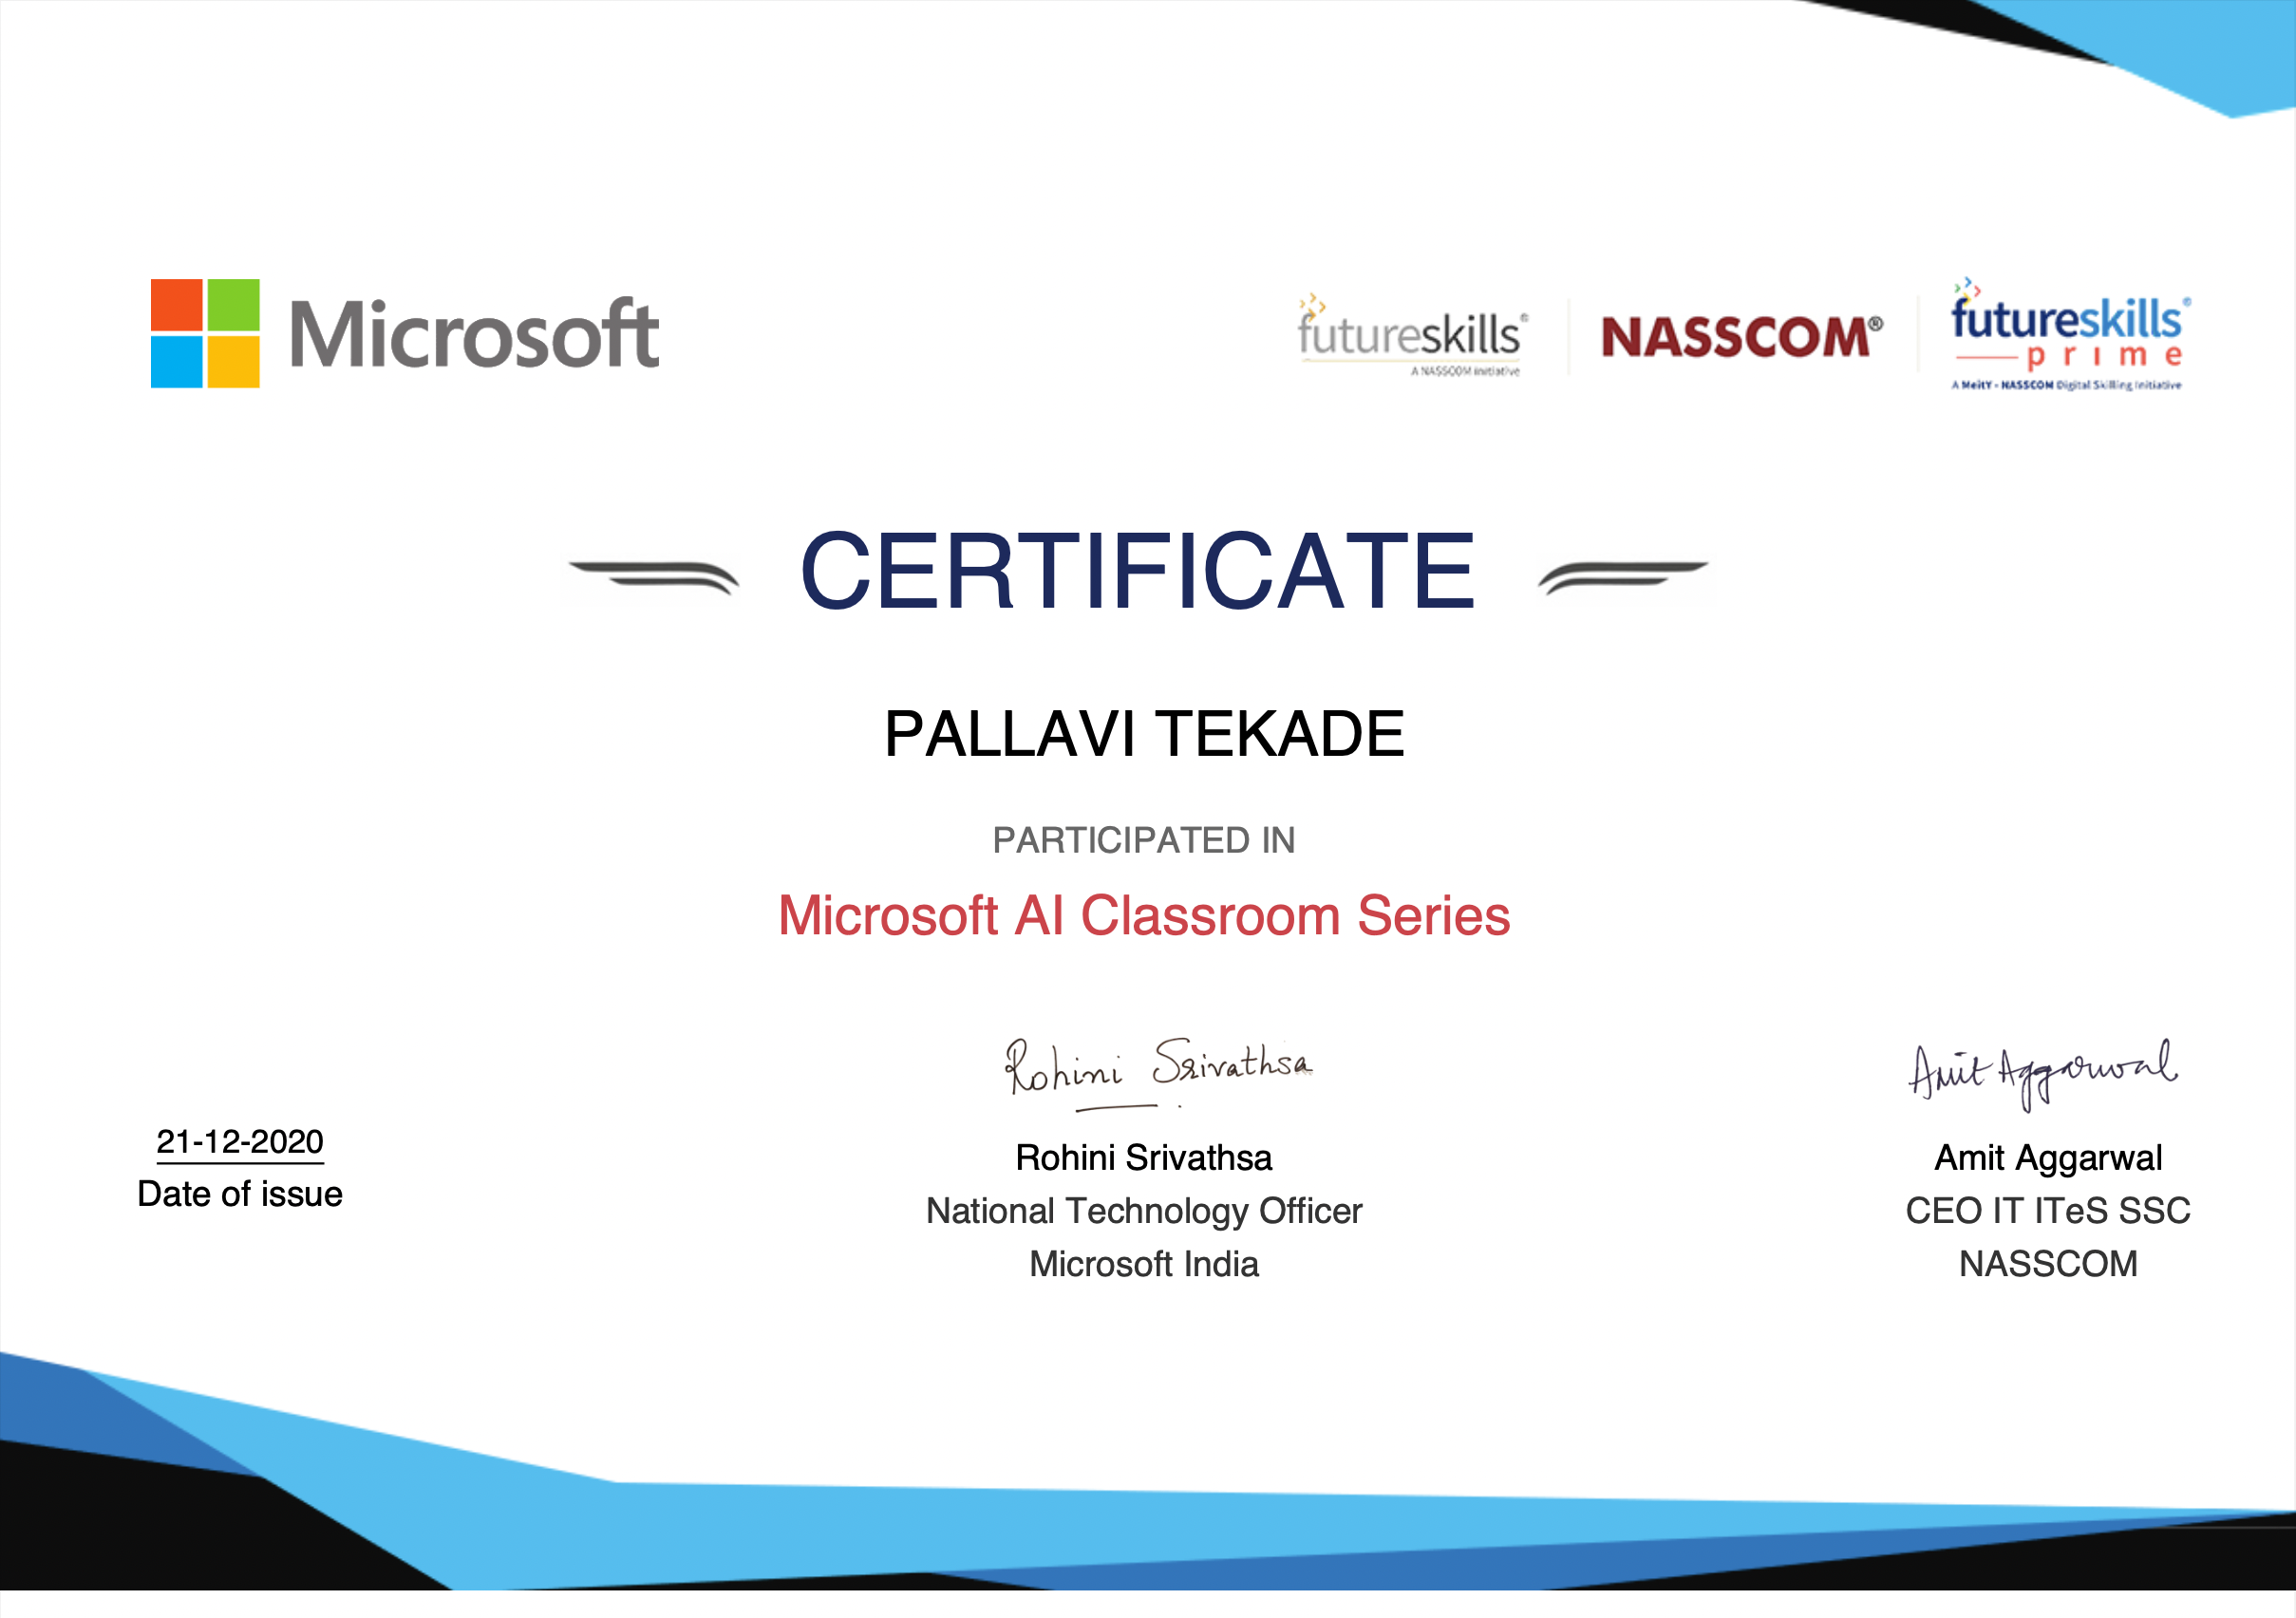 Microsoft
futureskills®
A NASSCOM Initiative
NASSCOM®
futureskills®
prime
A MeitY - NASSCOM Digital Skilling Initiative
CERTIFICATE
PALLAVI TEKADE
PARTICIPATED IN
Microsoft AI Classroom Series
Rohini Srivathsa
Amit Aggarwal
21-12-2020
Date of issue
Rohini Srivathsa
National Technology Officer
Microsoft India
Amit Aggarwal
CEO IT ITeS SSC
NASSCOM